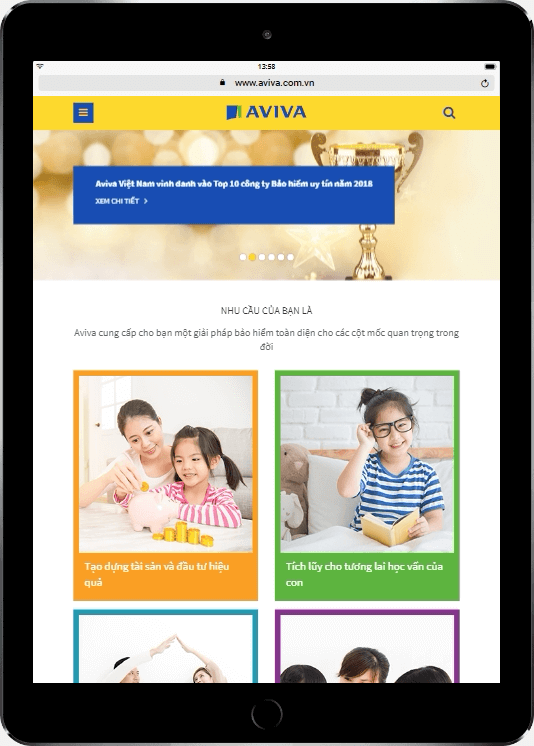 13:58
www.aviva.com.vn
AVIVA
Aviva Việt Nam vinh danh vào Top 10 công ty Bảo hiểm uy tín năm 2018
XEM CHI TIẾT
NHU CẦU CỦA BẠN LÀ
Aviva cung cấp cho bạn một giải pháp bảo hiểm toàn diện cho các cột mốc quan trọng trong
đời
Tạo dựng tài sản và đầu tư hiệu
quả
Tích lũy cho tương lai học vấn của
con